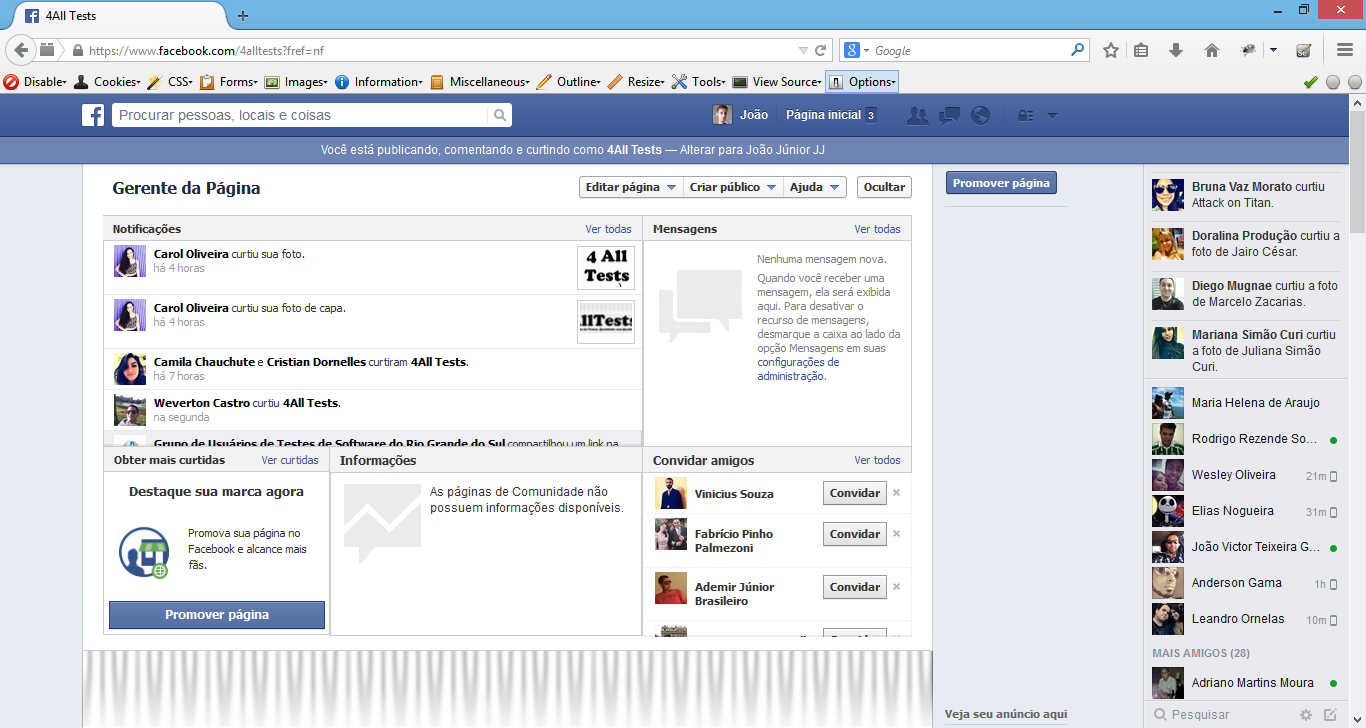 4All Tests
https://www.facebook.com/4alltests?fref=nf
Google
Disable Cookies CSS Forms Images Information Miscellaneous Outline Resize Tools View Source Options
Procurar pessoas, locais e coisas
João Página inicial 3
Você está publicando, comentando e curtindo como 4All Tests — Alterar para João Júnior JJ
Gerente da Página
Editar página Criar público Ajuda Ocultar
Notificações Ver todas
Carol Oliveira curtiu sua foto.
há 4 horas
4 All
Tests
Carol Oliveira curtiu sua foto de capa.
há 4 horas
llTests
Camila Chauchute e Cristian Dornelles curtiram 4All Tests.
há 7 horas
Weverton Castro curtiu 4All Tests.
na segunda
Grupo de Usuários de Testes de Software do Rio Grande do Sul compartilhou um link na
Mensagens Ver todas
Nenhuma mensagem nova.
Quando você receber uma
mensagem, ela será exibida
aqui. Para desativar o
recurso de mensagens,
desmarque a caixa ao lado da
opção Mensagens em suas
configurações de
administração.
Obter mais curtidas Ver curtidas
Destaque sua marca agora
Promova sua página no
Facebook e alcance mais
fãs.
Promover página
Informações
As páginas de Comunidade não
possuem informações disponíveis.
Convidar amigos Ver todos
Vinicius Souza Convidar
Fabrício Pinho
Palmezoni
Convidar
Ademir Júnior
Brasileiro
Convidar
Promover página
Veja seu anúncio aqui
Bruna Vaz Morato curtiu
Attack on Titan.
Doralina Produção curtiu a
foto de Jairo César.
Diego Mugnae curtiu a foto
de Marcelo Zacarias.
Mariana Simão Curi curtiu
a foto de Juliana Simão
Curi.
Maria Helena de Araujo
Rodrigo Rezende So...
Wesley Oliveira 21m
Elias Nogueira 31m
João Victor Teixeira G...
Anderson Gama 1h
Leandro Ornelas 10m
MAIS AMIGOS (28)
Adriano Martins Moura
Pesquisar